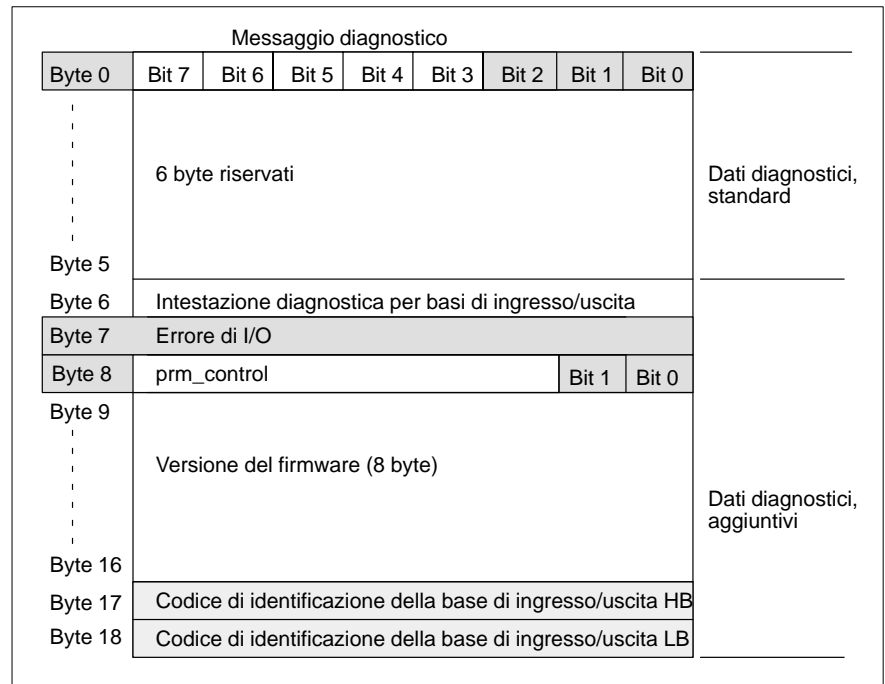 Messaggio diagnostico
Byte 0 Bit 7 Bit 6 Bit 5 Bit 4 Bit 3 Bit 2 Bit 1 Bit 0
6 byte riservati
Dati diagnostici,
standard
Byte 5
Byte 6 Intestazione diagnostica per basi di ingresso/uscita
Byte 7 Errore di I/O
Byte 8 prm_control Bit 1 Bit 0
Byte 9
Versione del firmware (8 byte)
Dati diagnostici,
aggiuntivi
Byte 16
Byte 17 Codice di identificazione della base di ingresso/uscita HB
Byte 18 Codice di identificazione della base di ingresso/uscita LB